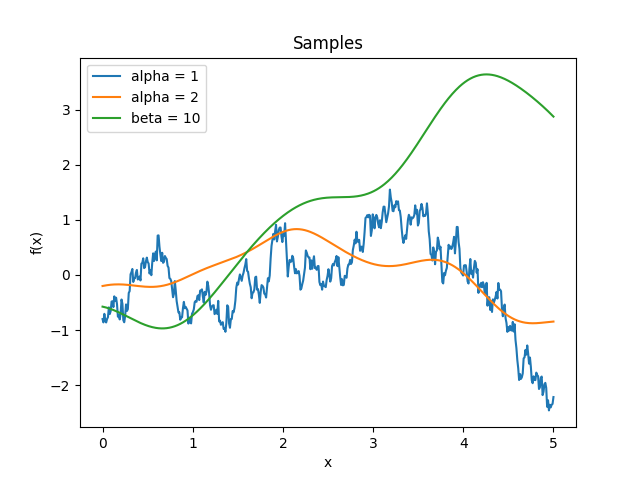 Samples
alpha = 1
alpha = 2
beta = 10
f(x)
3
2
1
0
−1
−2
0 1 2 3 4 5
x